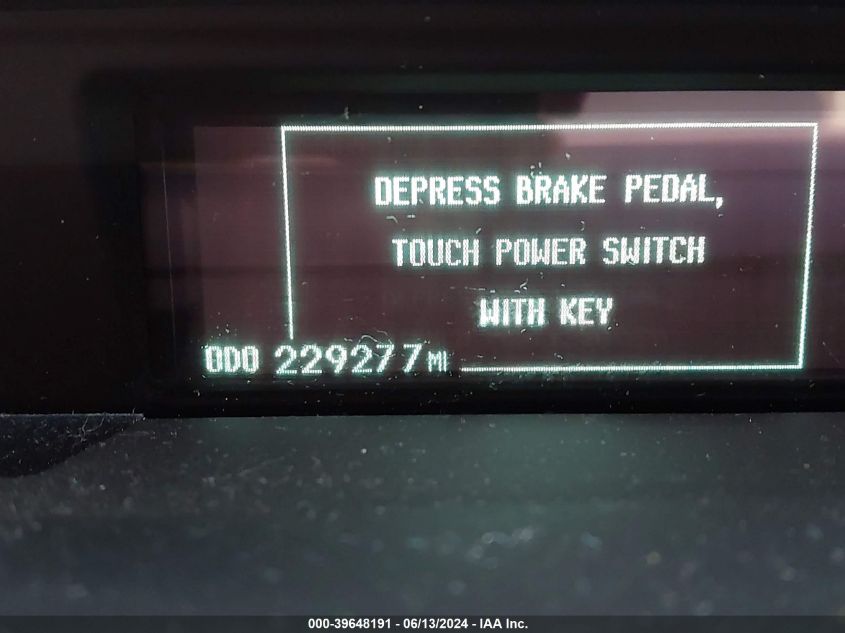 DEPRESS BRAKE PEDAL,
TOUCH POWER SWITCH
WITH KEY
ODO 229277 MI
000-39648191 - 06/13/2024 - IAA Inc.